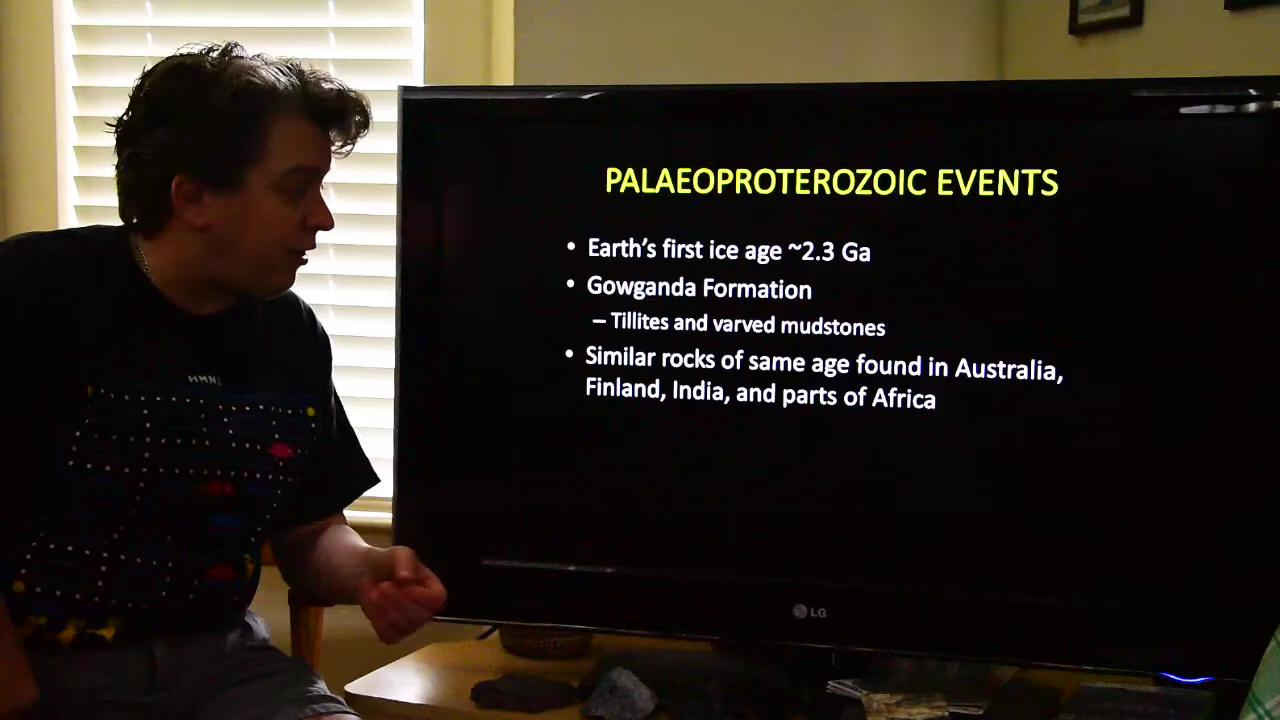 PALAEOPROTEROZOIC EVENTS
• Earth's first ice age ~2.3 Ga
• Gowganda Formation
– Tillites and varved mudstones
• Similar rocks of same age found in Australia,
Finland, India, and parts of Africa
LG